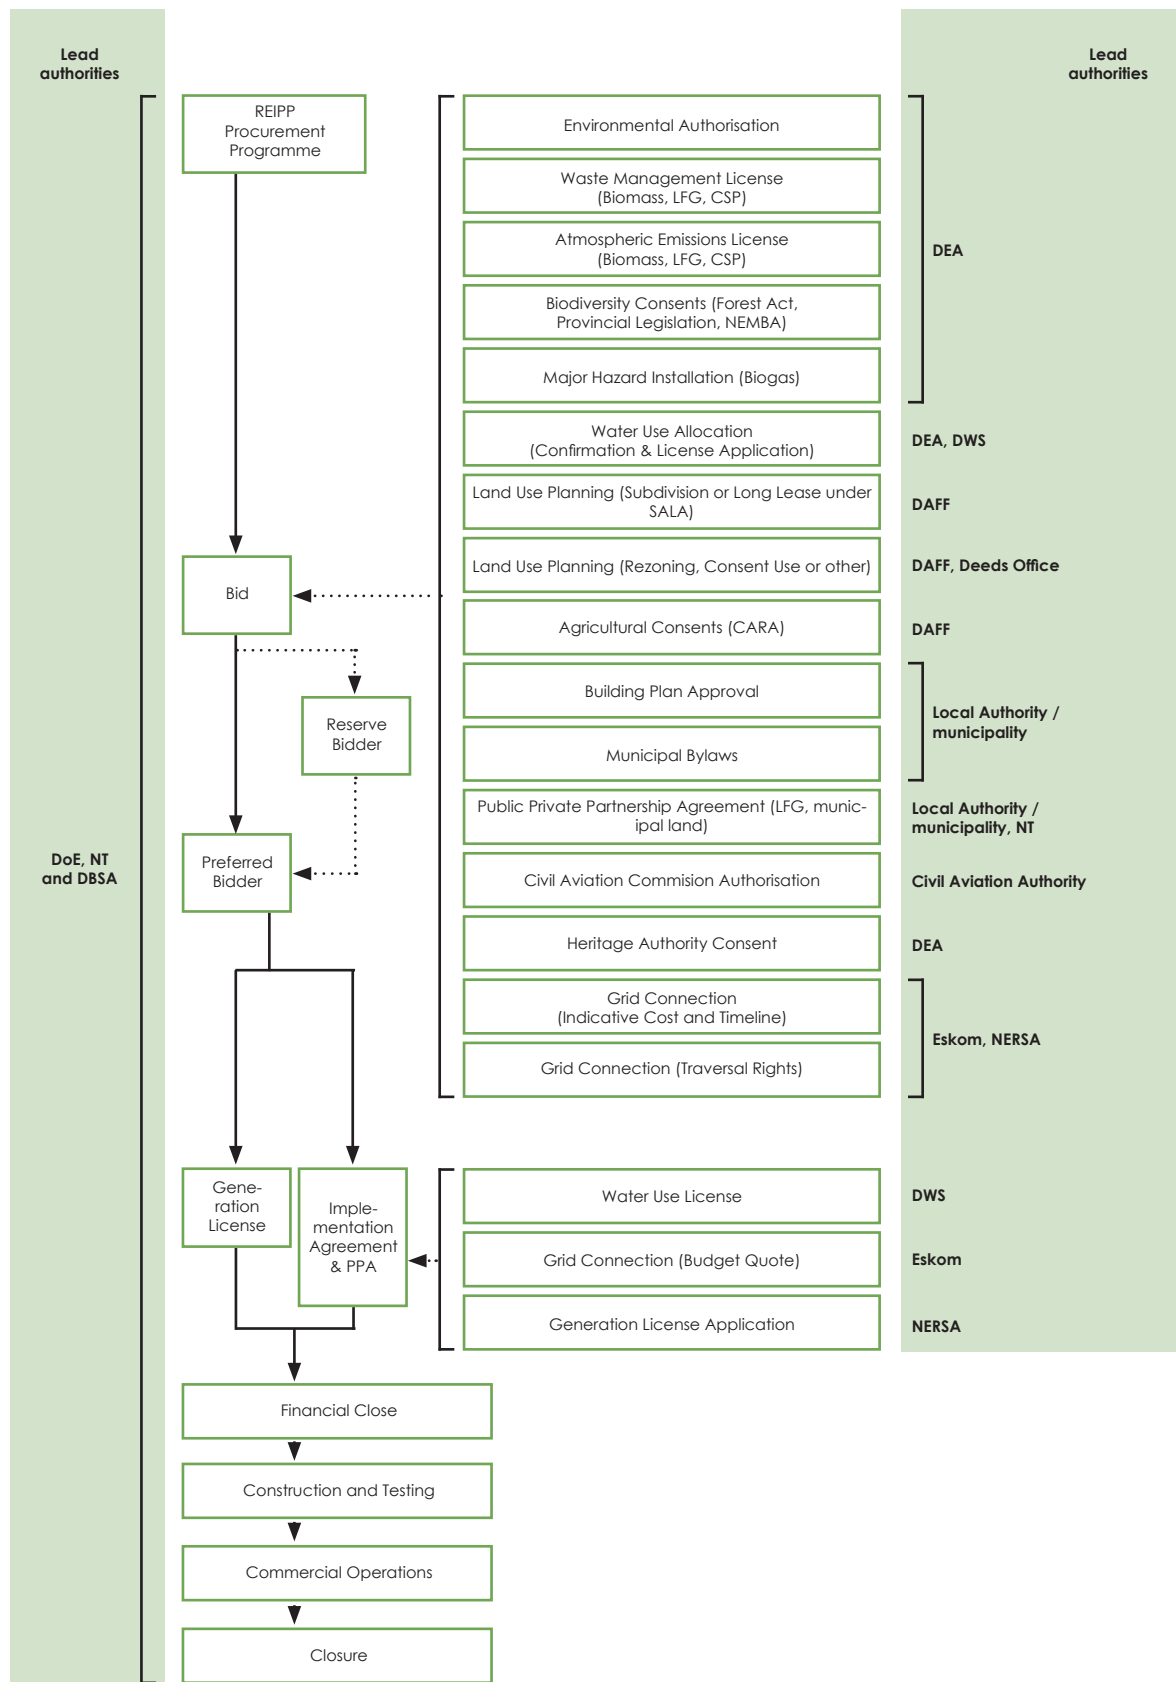 Lead
authorities
Lead
authorities
REIPP
Procurement
Programme
Bid
Reserve
Bidder
Preferred
Bidder
DoE, NT
and DBSA
Gene-
ration
License
Imple-
mentation
Agreement
& PPA
Financial Close
Construction and Testing
Commercial Operations
Closure
Environmental Authorisation
Waste Management License
(Biomass, LFG, CSP)
Atmospheric Emissions License
(Biomass, LFG, CSP)
Biodiversity Consents (Forest Act,
Provincial Legislation, NEMBA)
Major Hazard Installation (Biogas)
DEA
Water Use Allocation
(Confirmation & License Application)
DEA, DWS
Land Use Planning (Subdivision or Long Lease under
SALA)
DAFF
Land Use Planning (Rezoning, Consent Use or other)
DAFF, Deeds Office
Agricultural Consents (CARA)
DAFF
Building Plan Approval
Municipal Bylaws
Local Authority /
municipality
Public Private Partnership Agreement (LFG, munic-
ipal land)
Local Authority /
municipality, NT
Civil Aviation Commision Authorisation
Civil Aviation Authority
Heritage Authority Consent
DEA
Grid Connection
(Indicative Cost and Timeline)
Grid Connection (Traversal Rights)
Eskom, NERSA
Water Use License
DWS
Grid Connection (Budget Quote)
Eskom
Generation License Application
NERSA